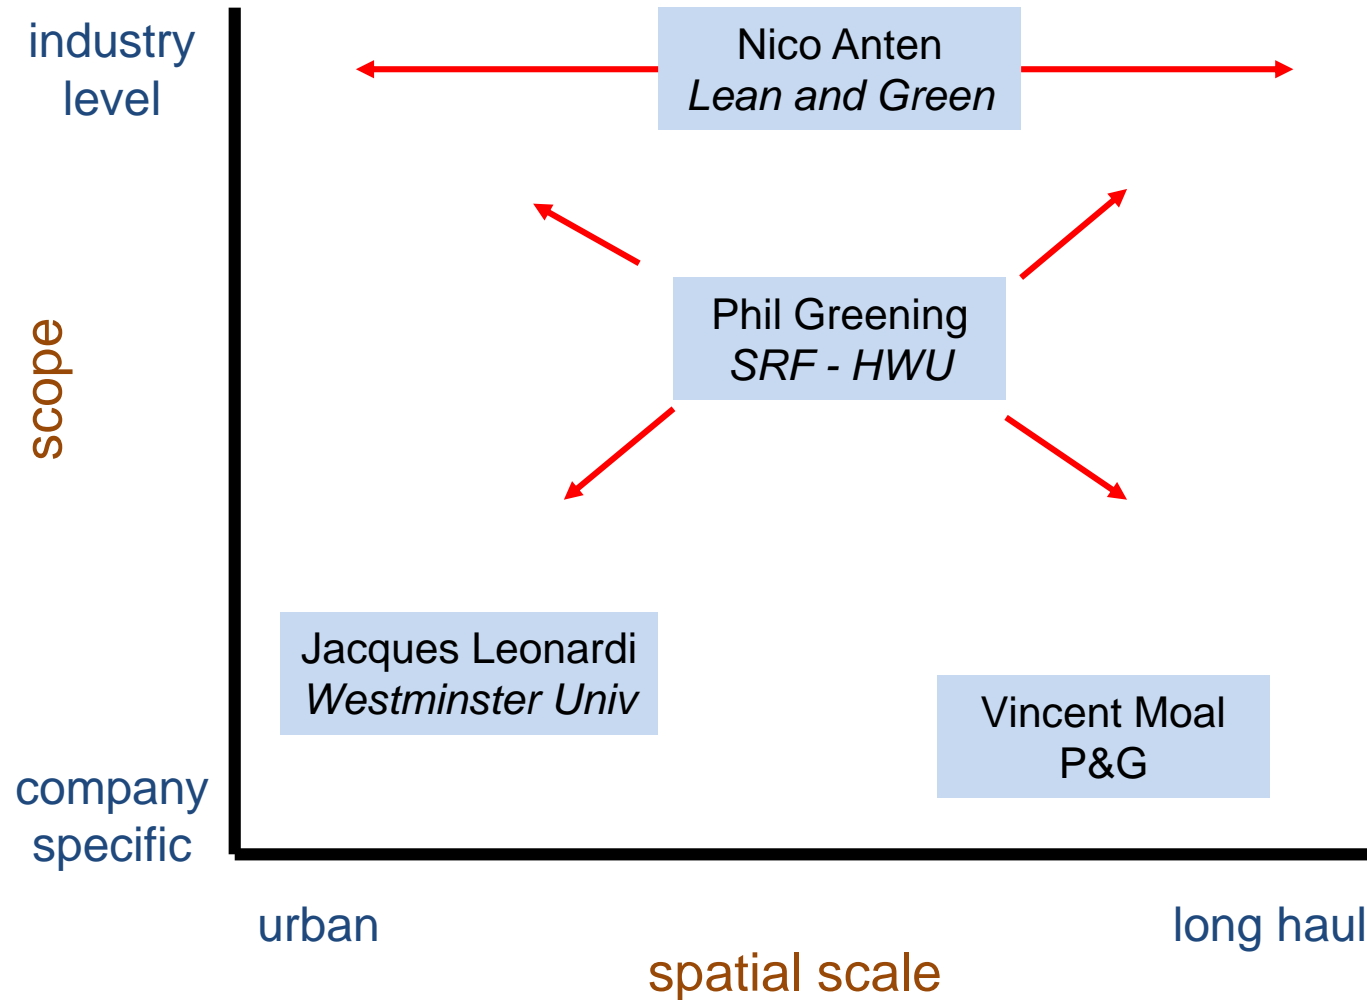 industry
level
Nico Anten
Lean and Green
scope
Phil Greening
SRF - HWU
Jacques Leonardi
Westminster Univ
Vincent Moal
P&G
company
specific
urban
long haul
spatial scale